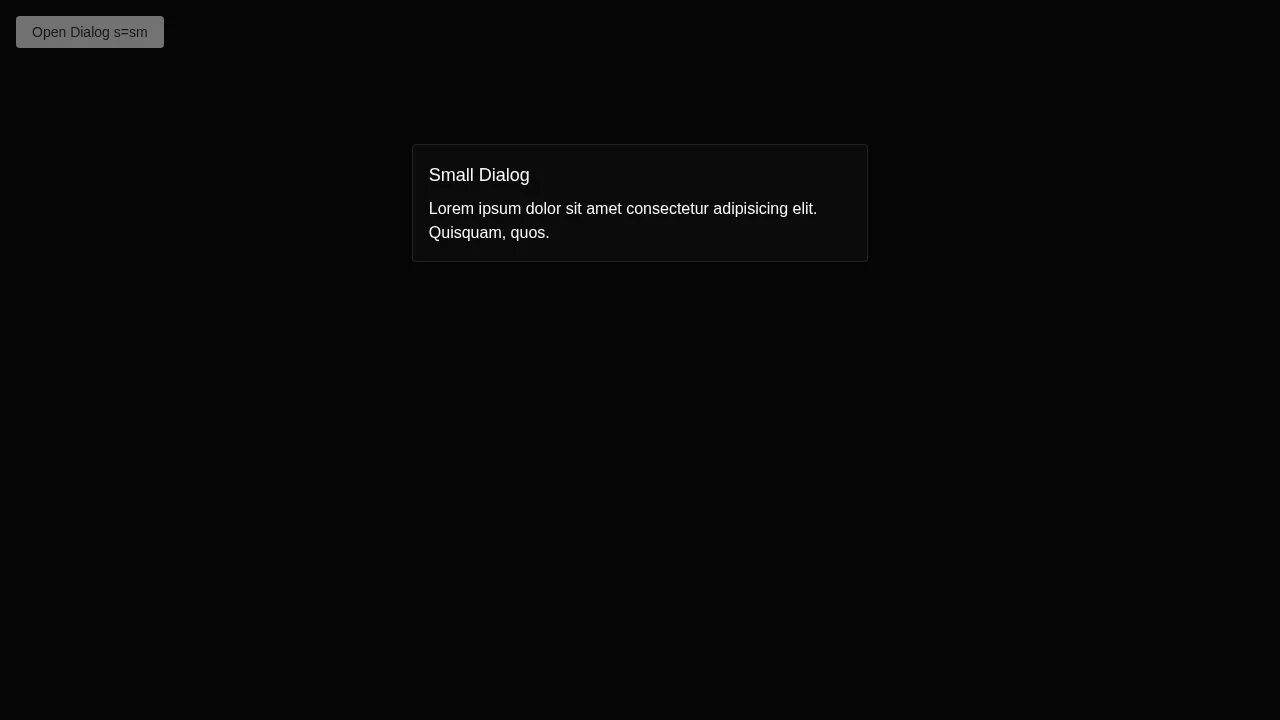 Open Dialog s=sm
Small Dialog
Lorem ipsum dolor sit amet consectetur adipisicing elit.
Quisquam, quos.